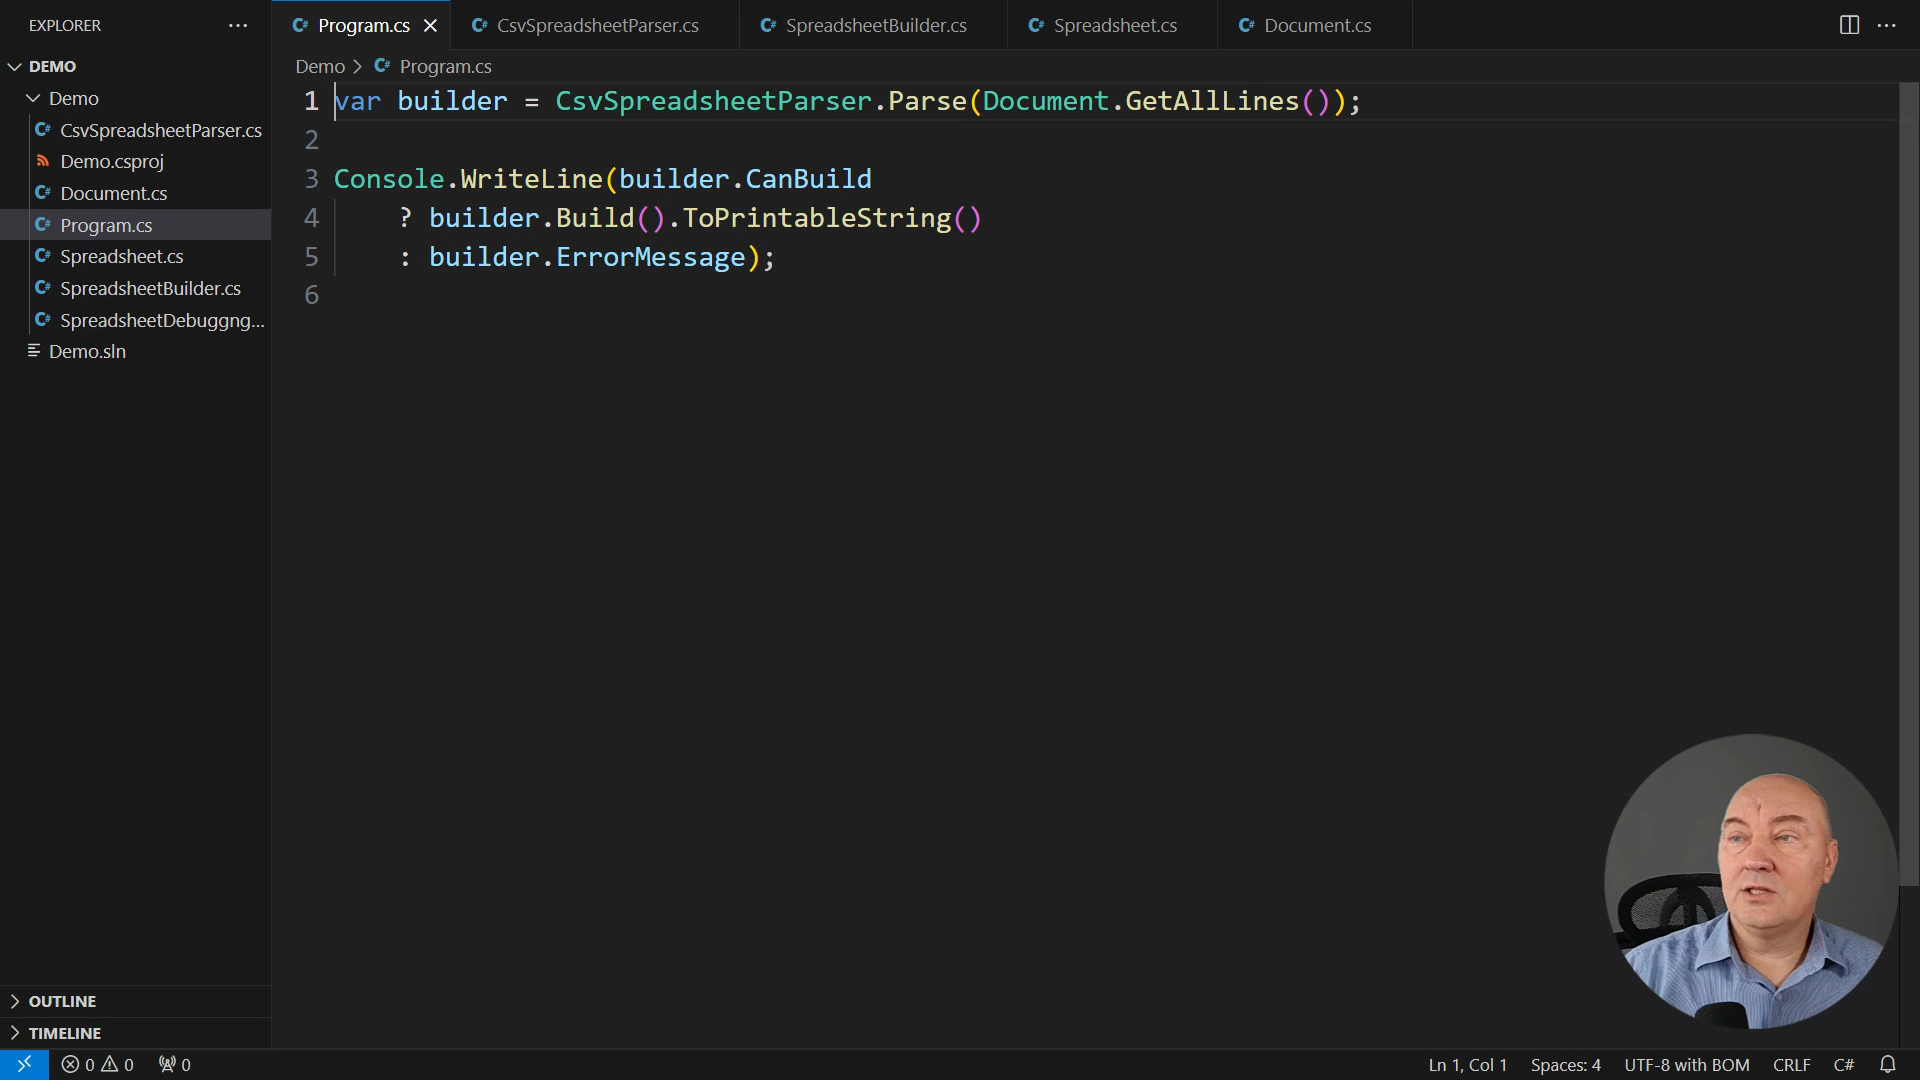 EXPLORER
Program.cs
CsvSpreadsheetParser.cs
SpreadsheetBuilder.cs
Spreadsheet.cs
Document.cs
DEMO
Demo
CsvSpreadsheetParser.cs
Demo.csproj
Document.cs
Program.cs
Spreadsheet.cs
SpreadsheetBuilder.cs
SpreadsheetDebuggng...
Demo.sln
OUTLINE
TIMELINE
Demo > Program.cs
1 var builder = CsvSpreadsheetParser.Parse(Document.GetAllLines());
2
3 Console.WriteLine(builder.CanBuild
4 ? builder.Build().ToPrintableString()
5 : builder.ErrorMessage);
6
0 0 0
Ln 1, Col 1 Spaces: 4 UTF-8 with BOM CRLF C#